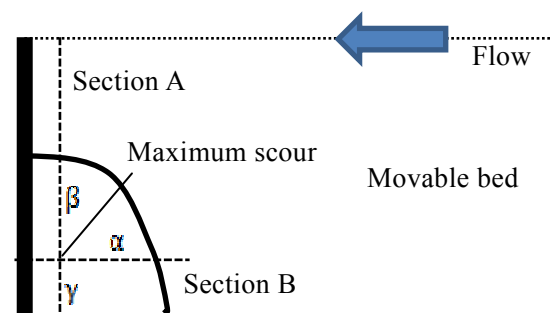 Flow
Section A
Maximum scour
Movable bed
β
α
Section B
γ